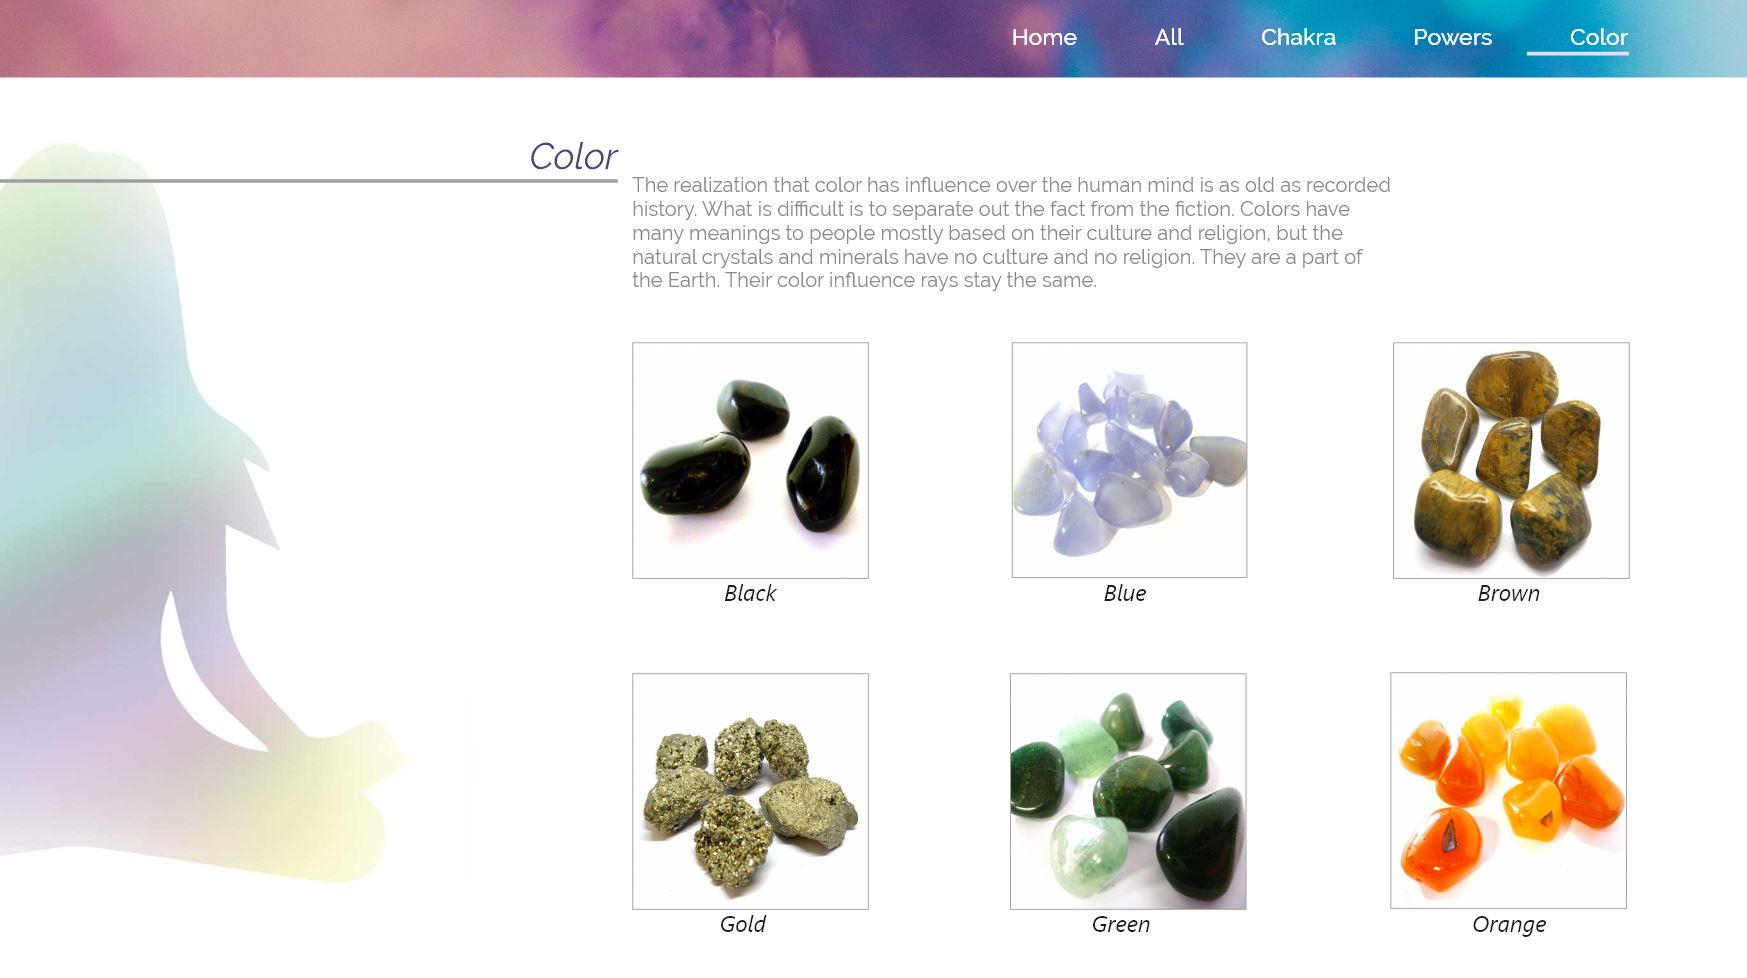 Home All Chakra Powers Color
Color
The realization that color has influence over the human mind is as old as recorded
history. What is difficult is to separate out the fact from the fiction. Colors have
many meanings to people mostly based on their culture and religion, but the
natural crystals and minerals have no culture and no religion. They are a part of
the Earth. Their color influence rays stay the same.
Black Blue Brown
Gold Green Orange